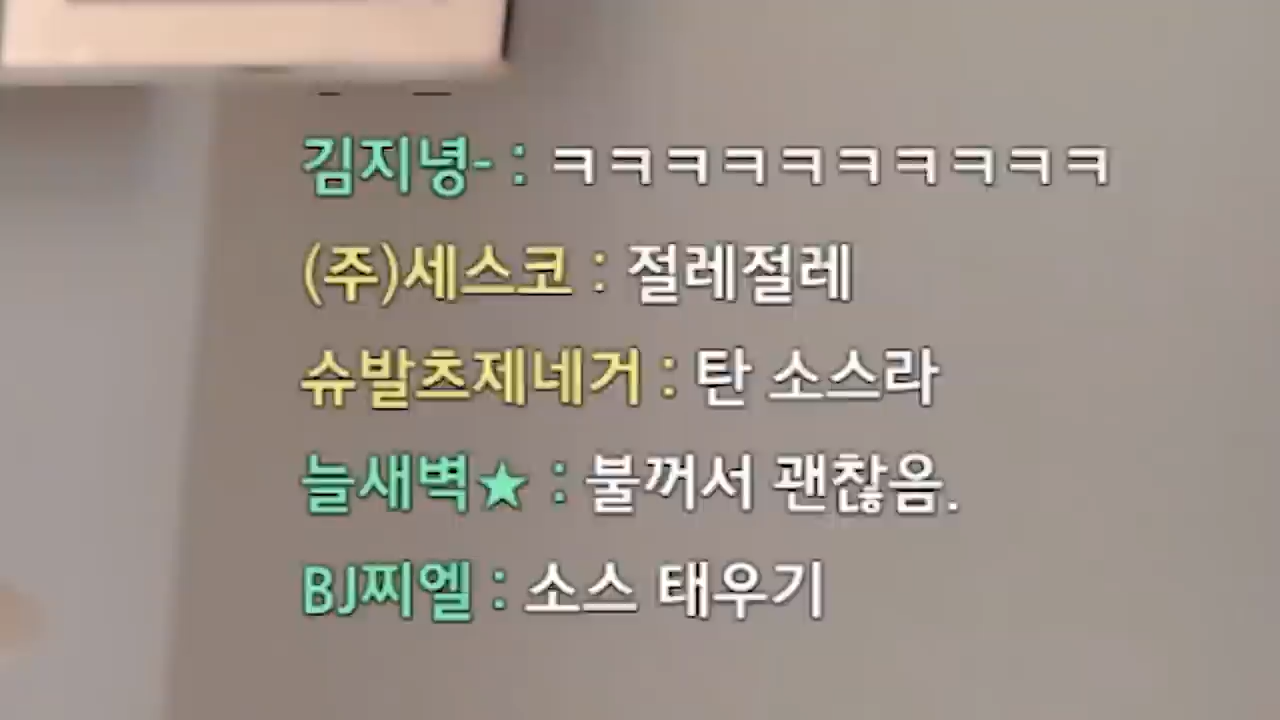 김지녕- : ㅋㅋㅋㅋㅋㅋㅋㅋㅋㅋ
(주)세스코 : 절레절레
슈발츠제네거 : 탄 소스라
늘새벽★ : 불꺼서 괜찮음.
BJ찌엘 : 소스 태우기